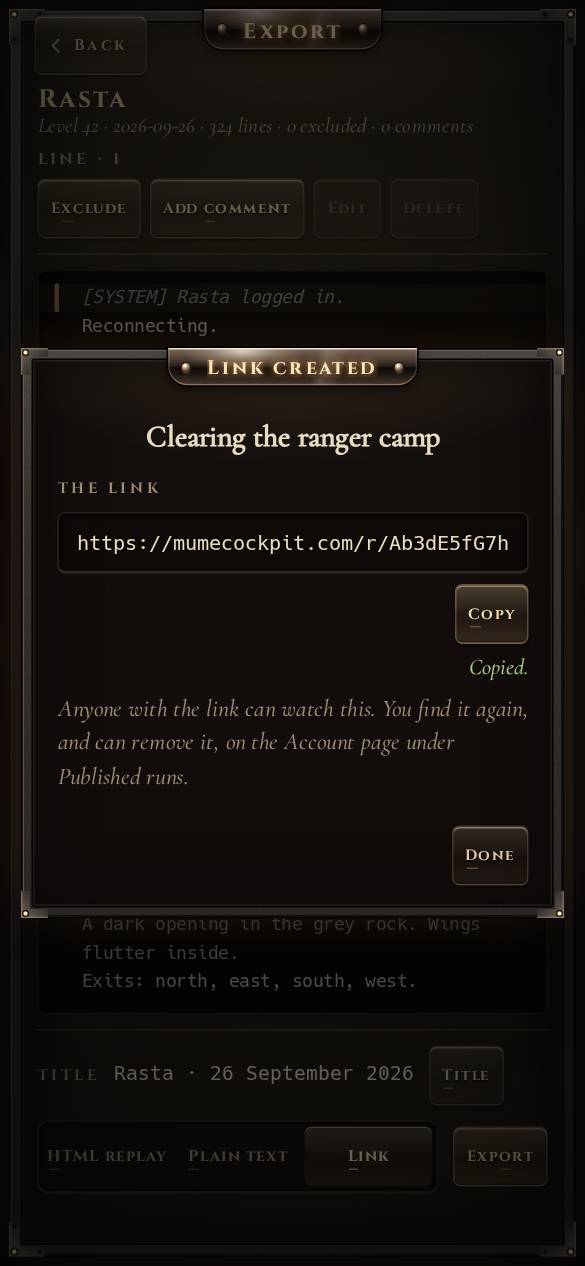 Export
Back
Rasta
Level 42 · 2026-09-26 · 324 lines · 0 excluded · 0 comments
LINE · 1
Exclude Add comment Edit Delete
[SYSTEM] Rasta logged in.
Reconnecting.
Link created
Clearing the ranger camp
THE LINK
https://mumecockpit.com/r/Ab3dE5fG7h
Copy
Copied.
Anyone with the link can watch this. You find it again,
and can remove it, on the Account page under
Published runs.
Done
A dark opening in the grey rock. Wings
flutter inside.
Exits: north, east, south, west.
TITLE Rasta · 26 September 2026 Title
HTML replay Plain text Link Export